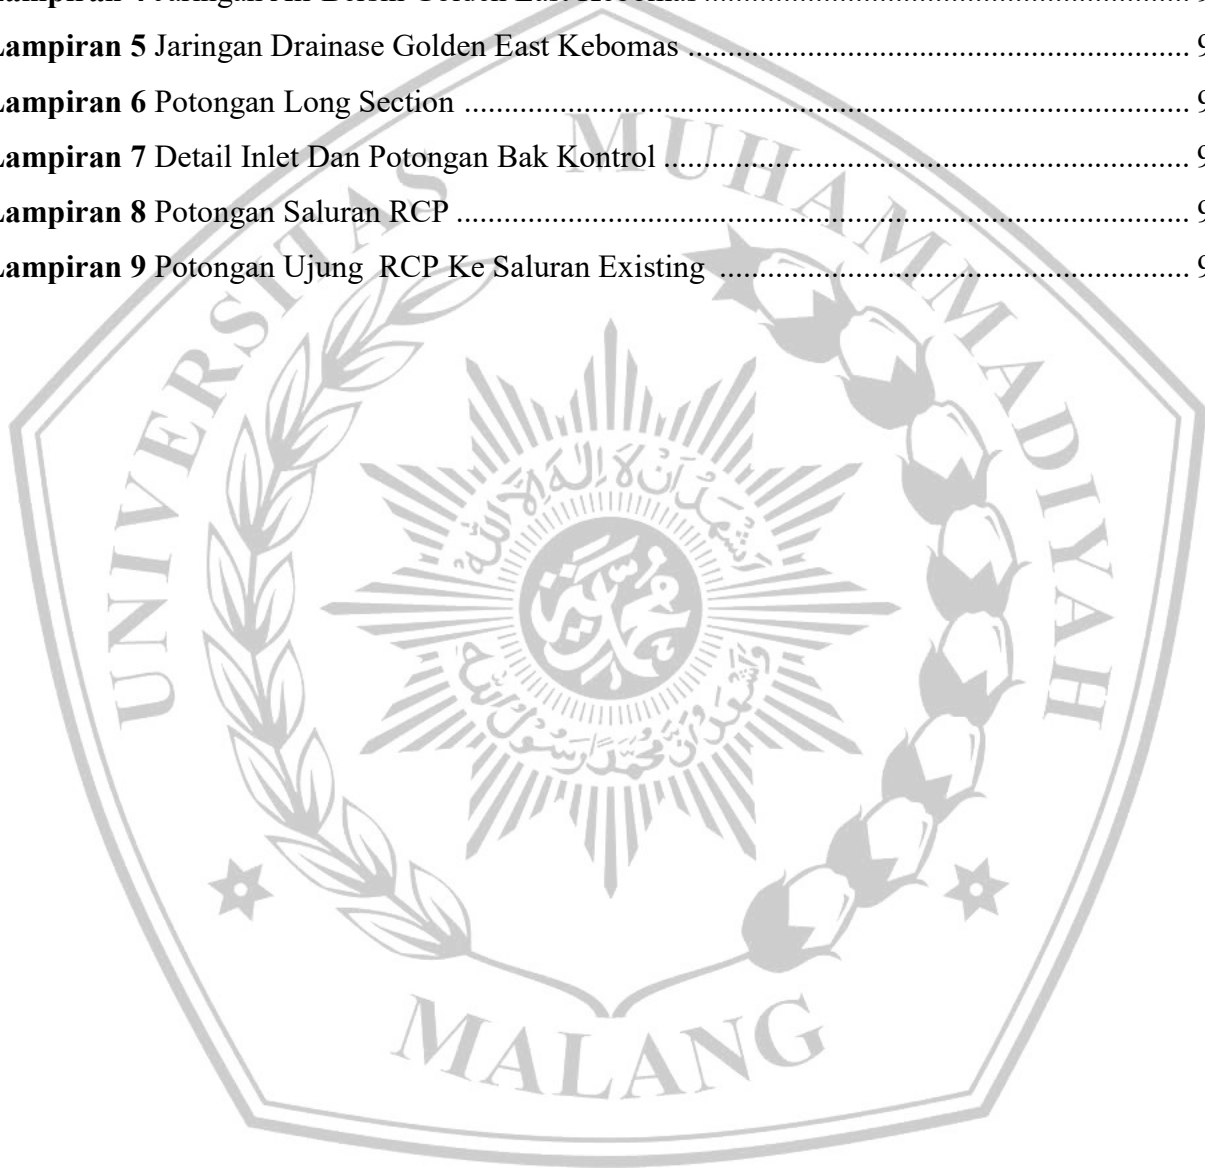 Lampiran 5 Jaringan Drainase Golden East Kebomas ................................................................ 9
Lampiran 6 Potongan Long Section ............................................................................................ 9
Lampiran 7 Detail Inlet Dan Potongan Bak Kontrol ................................................................... 9
Lampiran 8 Potongan Saluran RCP ............................................................................................. 9
Lampiran 9 Potongan Ujung RCP Ke Saluran Existing ............................................................ 9
UNIVERSITAS MUHAMMADIYAH
MALANG